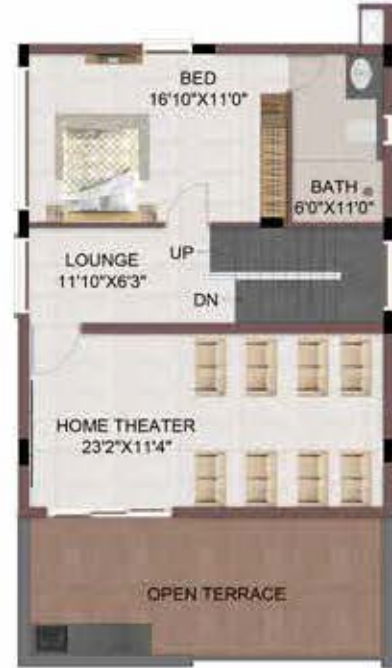 BED
16'10"X11'0"
BATH
6'0"X11'0"
UP
LOUNGE
11'10"X6'3"
DN
HOME THEATER
23'2"X11'4"
OPEN TERRACE